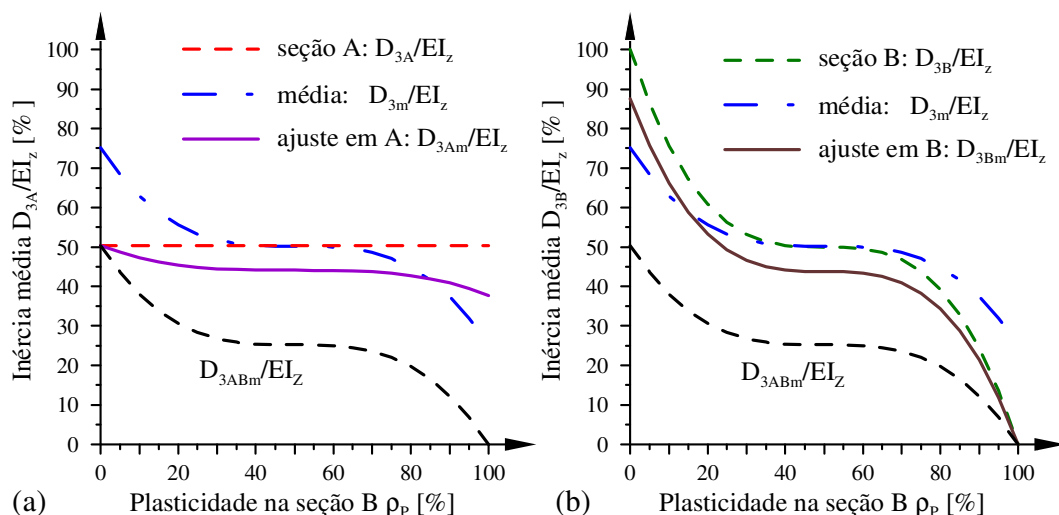 Inércia média D3A/EIz [%]
100
90
80
70
60
50
40
30
20
10
0
seção A: D3A/EIz
média: D3m/EIz
ajuste em A: D3Am/EIz
D3ABm/EIZ
0 20 40 60 80 100
(a) Plasticidade na seção B ρP [%]
Inércia média D3B/EIz [%]
100
90
80
70
60
50
40
30
20
10
0
seção B: D3B/EIz
média: D3m/EIz
ajuste em B: D3Bm/EIz
D3ABm/EIZ
0 20 40 60 80 100
(b) Plasticidade na seção B ρP [%]